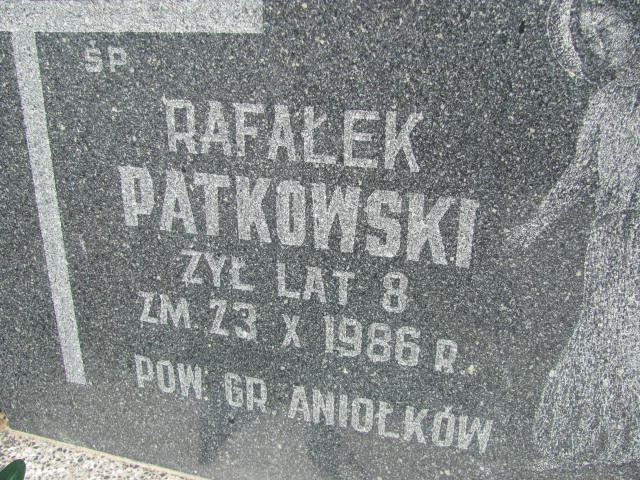 ŚP.
RAFAŁEK
PATKOWSKI
ŻYŁ LAT 8
ZM. 23 X 1986 R.
POW. GR. ANIOŁKÓW